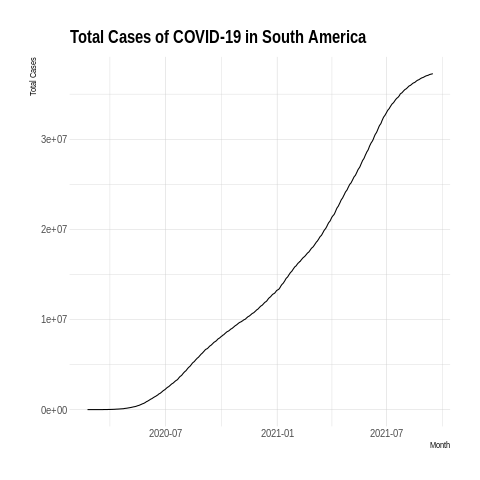 Total Cases of COVID-19 in South America
Total Cases
3e+07
2e+07
1e+07
0e+00
2020-07 2021-01 2021-07
Month